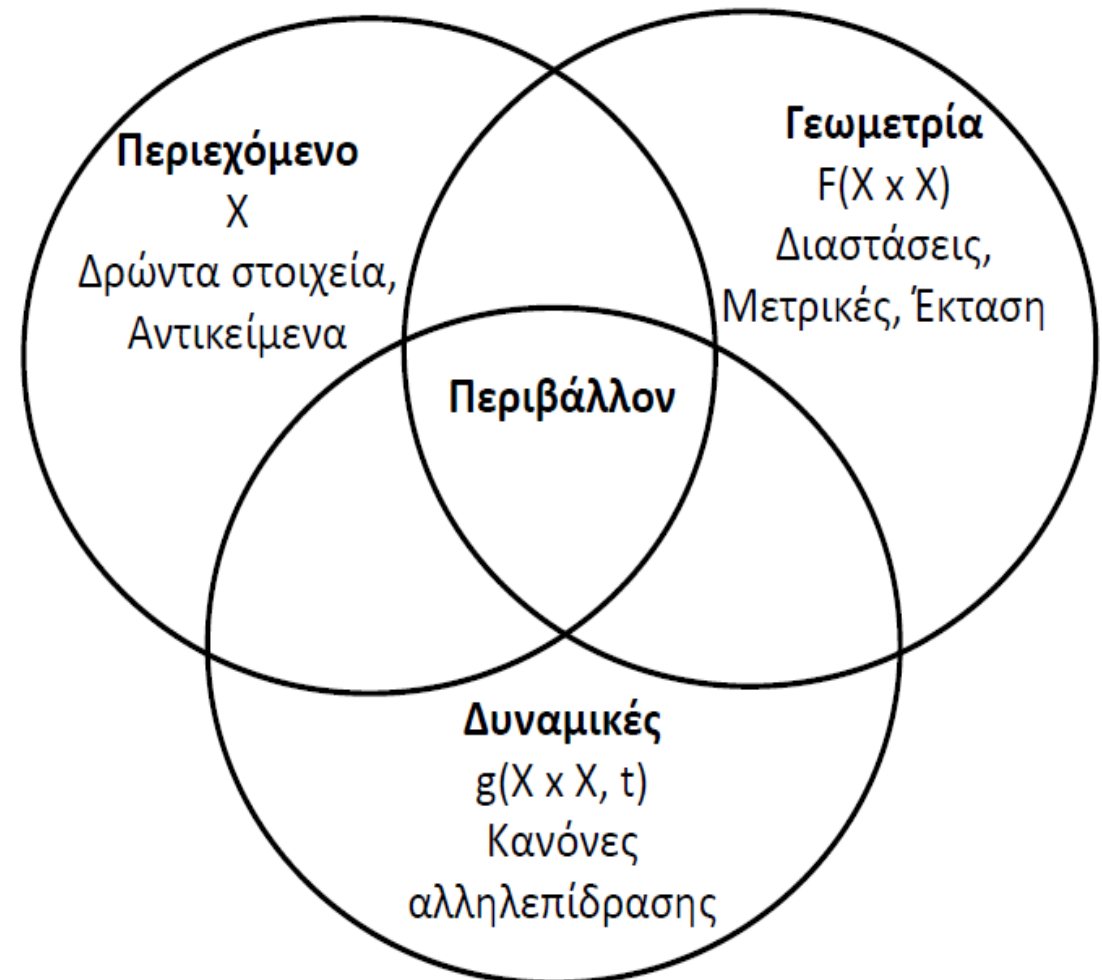 Περιεχόμενο
X
Δρώντα στοιχεία,
Αντικείμενα
Γεωμετρία
F(X x X)
Διαστάσεις,
Μετρικές, Έκταση
Περιβάλλον
Δυναμικές
g(X x X, t)
Κανόνες
αλληλεπίδρασης